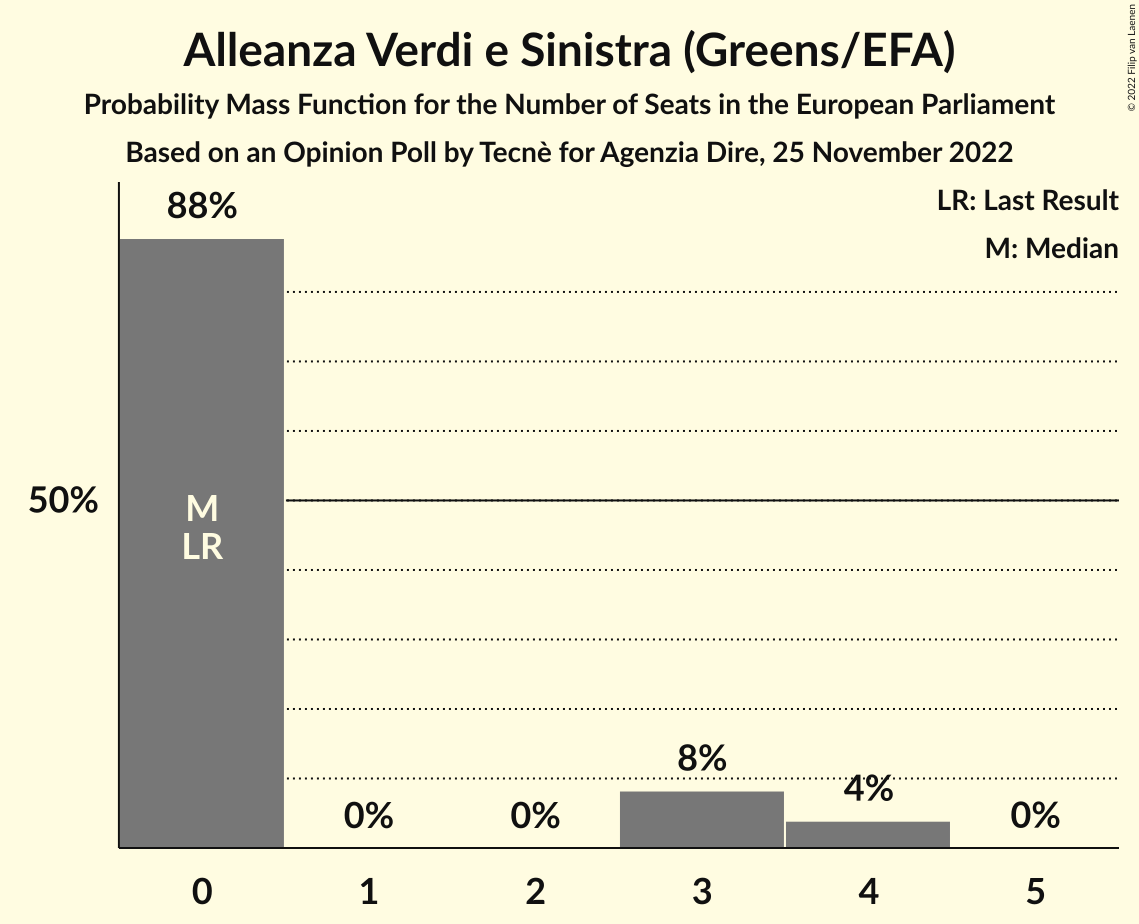 Alleanza Verdi e Sinistra (Greens/EFA)
Probability Mass Function for the Number of Seats in the European Parliament
Based on an Opinion Poll by Tecnè for Agenzia Dire, 25 November 2022
© 2022 Filip van Laenen
LR: Last Result
M: Median
88%
50%
M
LR
0%
0%
8%
4%
0%
0
1
2
3
4
5